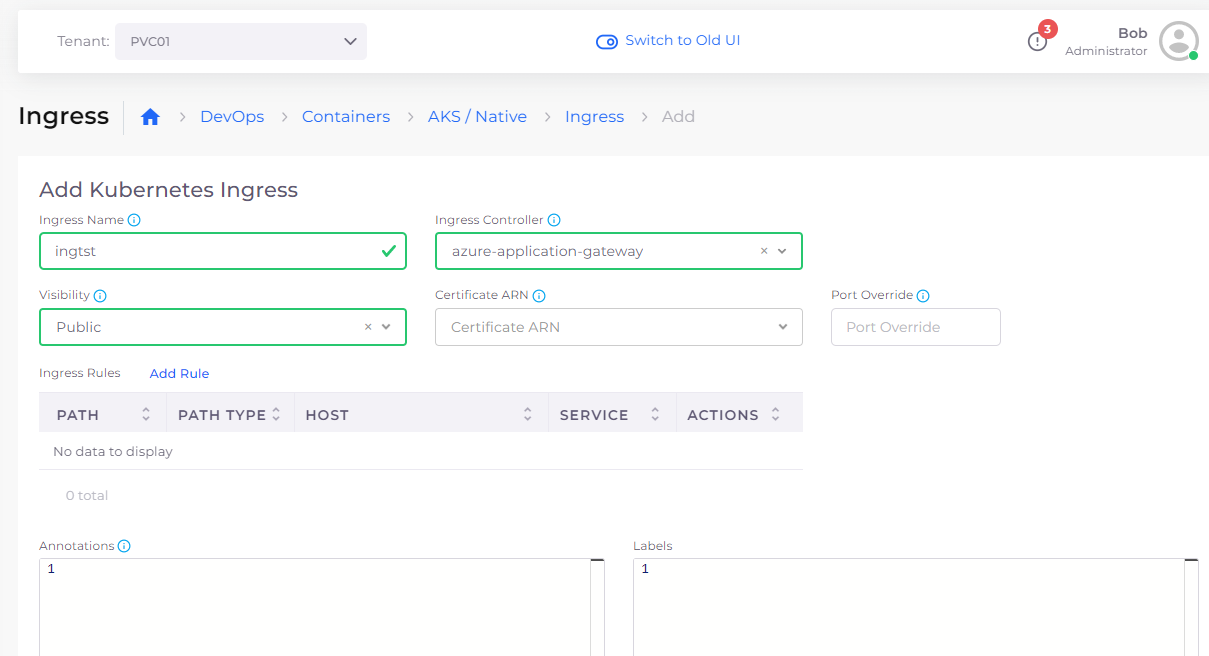 Tenant: PVC01 Switch to Old UI 3 Bob
Administrator
Ingress DevOps Containers AKS / Native Ingress Add
Add Kubernetes Ingress
Ingress Name Ingress Controller
ingtst azure-application-gateway
Visibility Certificate ARN Port Override
Public Certificate ARN Port Override
Ingress Rules Add Rule
PATH PATH TYPE HOST SERVICE ACTIONS
No data to display
0 total
Annotations Labels
1 1